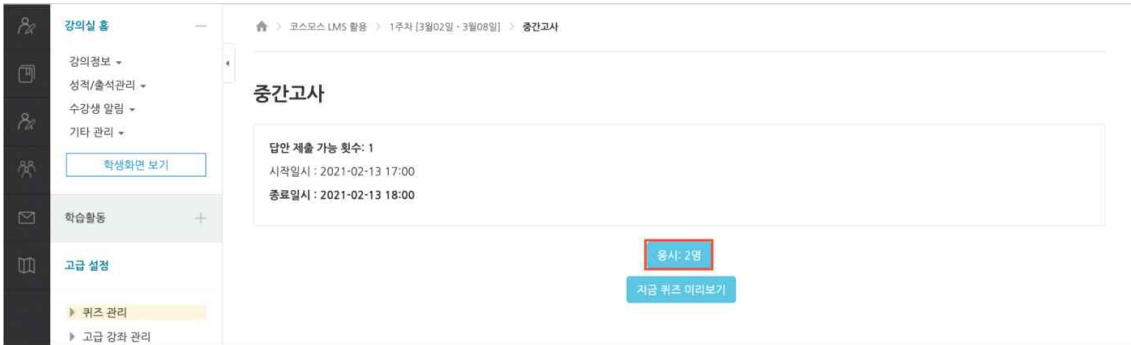 강의실 홈
강의정보
성적/출석관리
수강생 알림
기타 관리
학생화면 보기
학습활동
고급 설정
퀴즈 관리
고급 강좌 관리
코스모스 LMS 활용 > 1주차 [3월02일 - 3월08일] > 중간고사
중간고사
답안 제출 가능 횟수: 1
시작일시 : 2021-02-13 17:00
종료일시 : 2021-02-13 18:00
응시: 2명
지금 퀴즈 미리보기